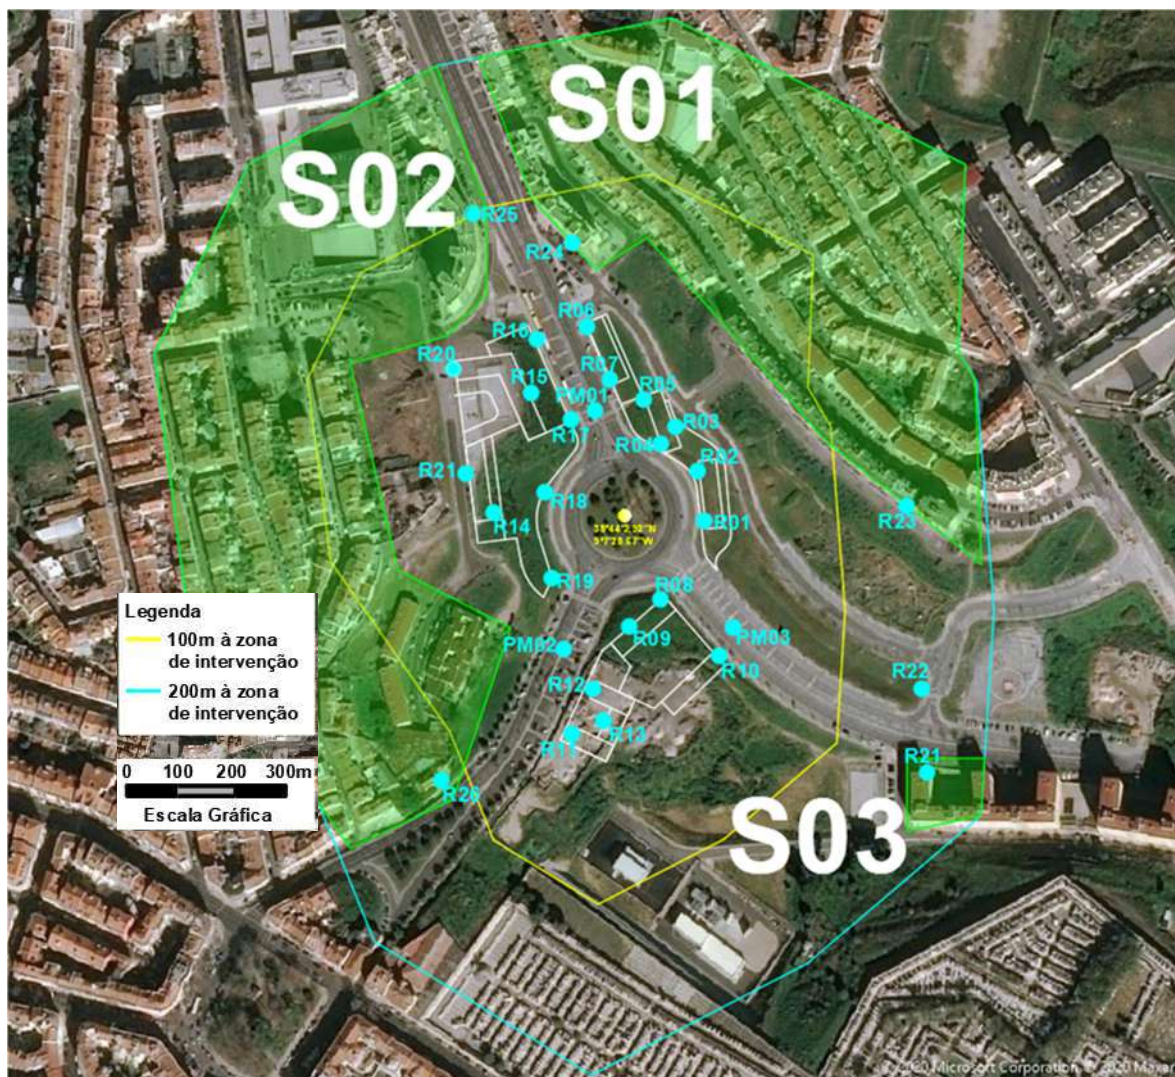 S01
S02
R25
R24
R06
R16
R07
R20
R15
R05
PM01
R17
R03
R04
R02
R21
R18
R14
R01
R23
R19
R08
R09
PM03
PM02
R10
R12
R22
R13
R11
R21
R26
S03
Legenda
100m à zona
de intervenção
200m à zona
de intervenção
0 100 200 300m
Escala Gráfica